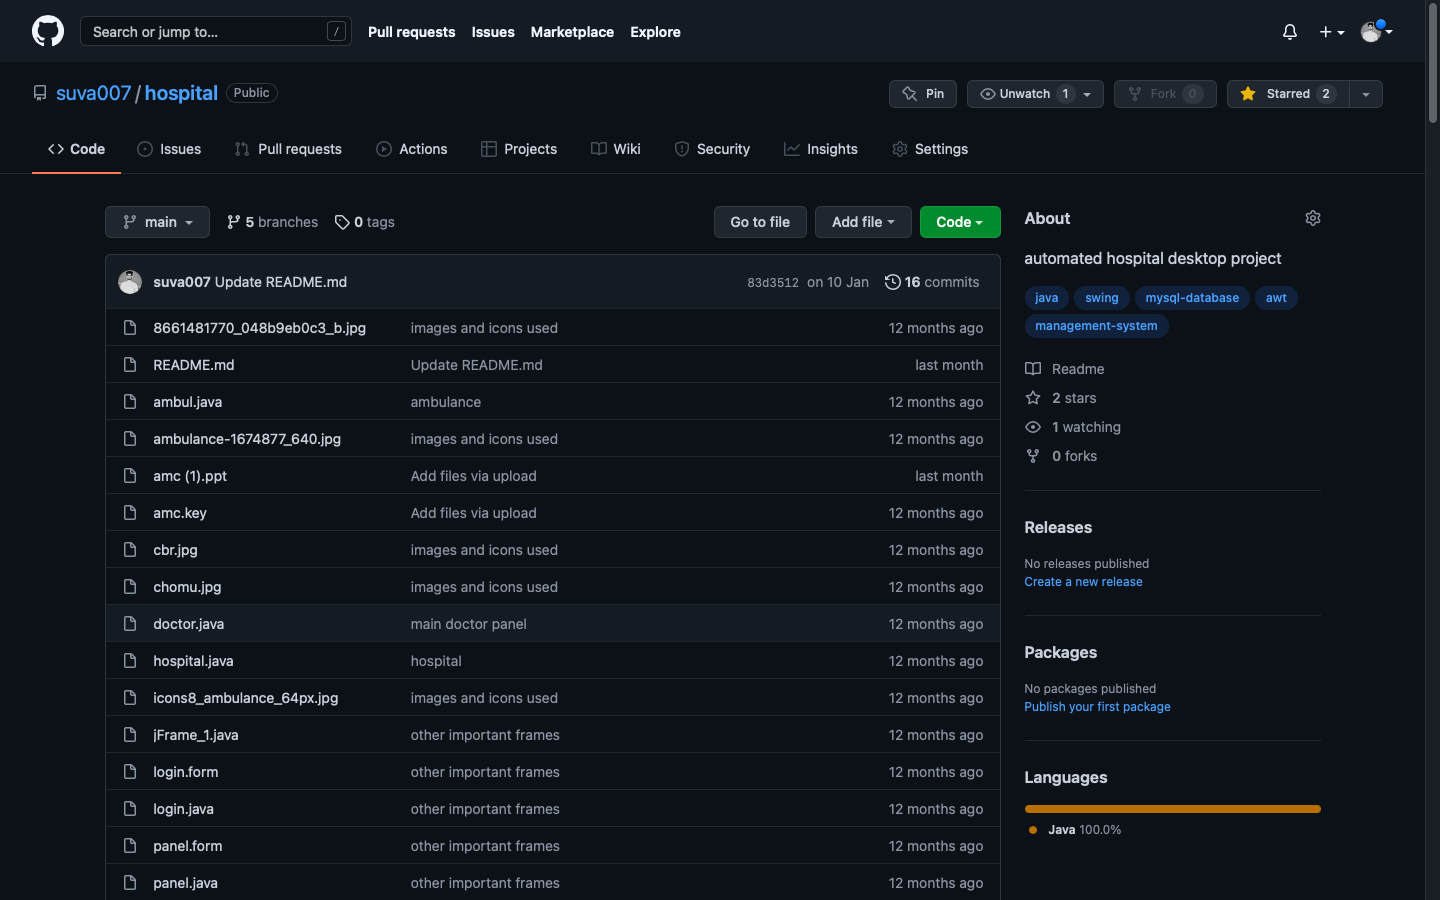 Search or jump to... /
Pull requests Issues Marketplace Explore
suva007 / hospital Public
Pin Unwatch 1 Fork 0 Starred 2
Code Issues Pull requests Actions Projects Wiki Security Insights Settings
main 5 branches 0 tags Go to file Add file Code
suva007 Update README.md 83d3512 on 10 Jan 16 commits
8661481770_048b9eb0c3_b.jpg images and icons used 12 months ago
README.md Update README.md last month
ambul.java ambulance 12 months ago
ambulance-1674877_640.jpg images and icons used 12 months ago
amc (1).ppt Add files via upload last month
amc.key Add files via upload 12 months ago
cbr.jpg images and icons used 12 months ago
chomu.jpg images and icons used 12 months ago
doctor.java main doctor panel 12 months ago
hospital.java hospital 12 months ago
icons8_ambulance_64px.jpg images and icons used 12 months ago
jFrame_1.java other important frames 12 months ago
login.form other important frames 12 months ago
login.java other important frames 12 months ago
panel.form other important frames 12 months ago
panel.java other important frames 12 months ago
About
automated hospital desktop project
java swing mysql-database awt
management-system
Readme
2 stars
1 watching
0 forks
Releases
No releases published
Create a new release
Packages
No packages published
Publish your first package
Languages
Java 100.0%